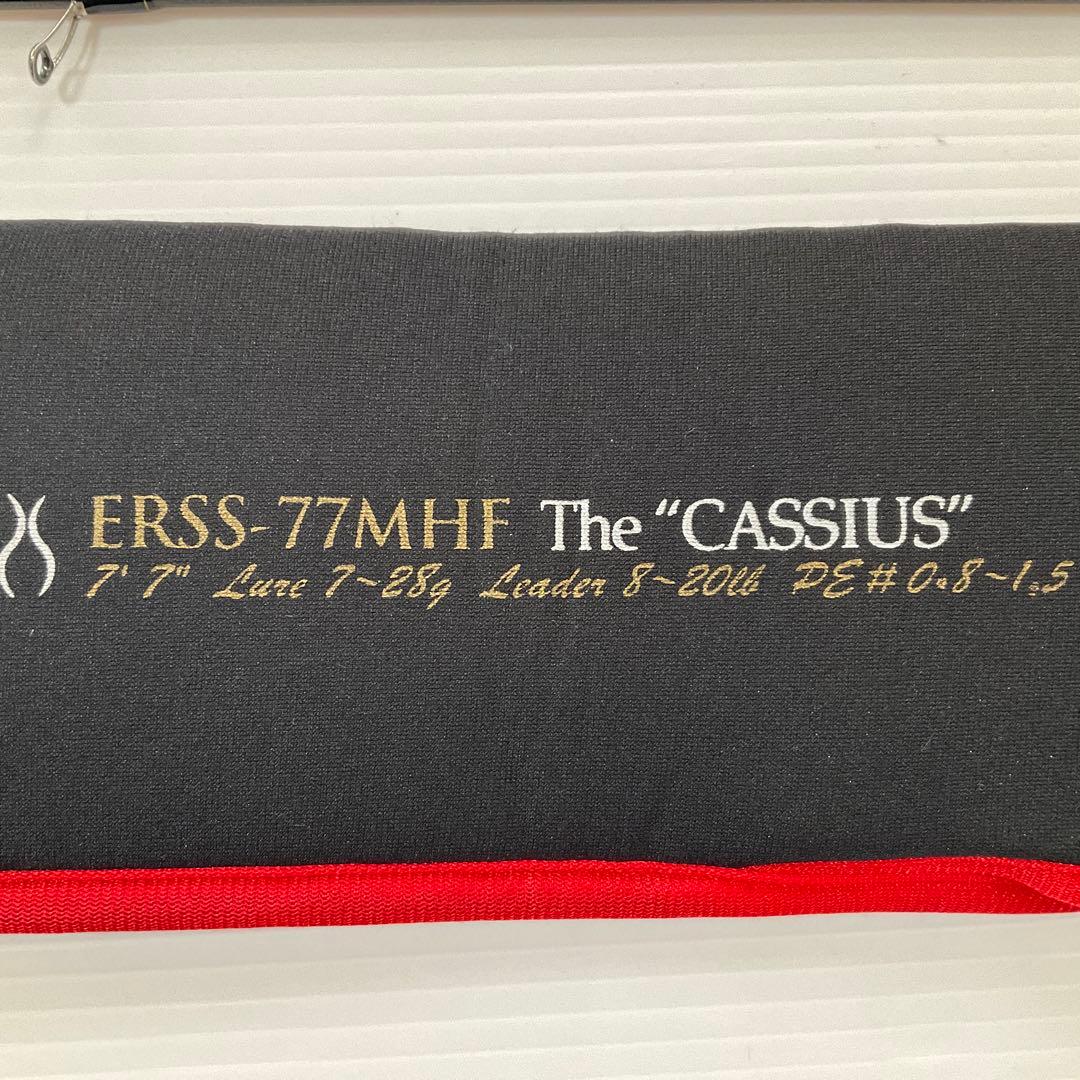 ERSS-77MHF The “CASSIUS”
7' 7" Lure 7~28g Leader 8~20lb PE #0.8~1.5